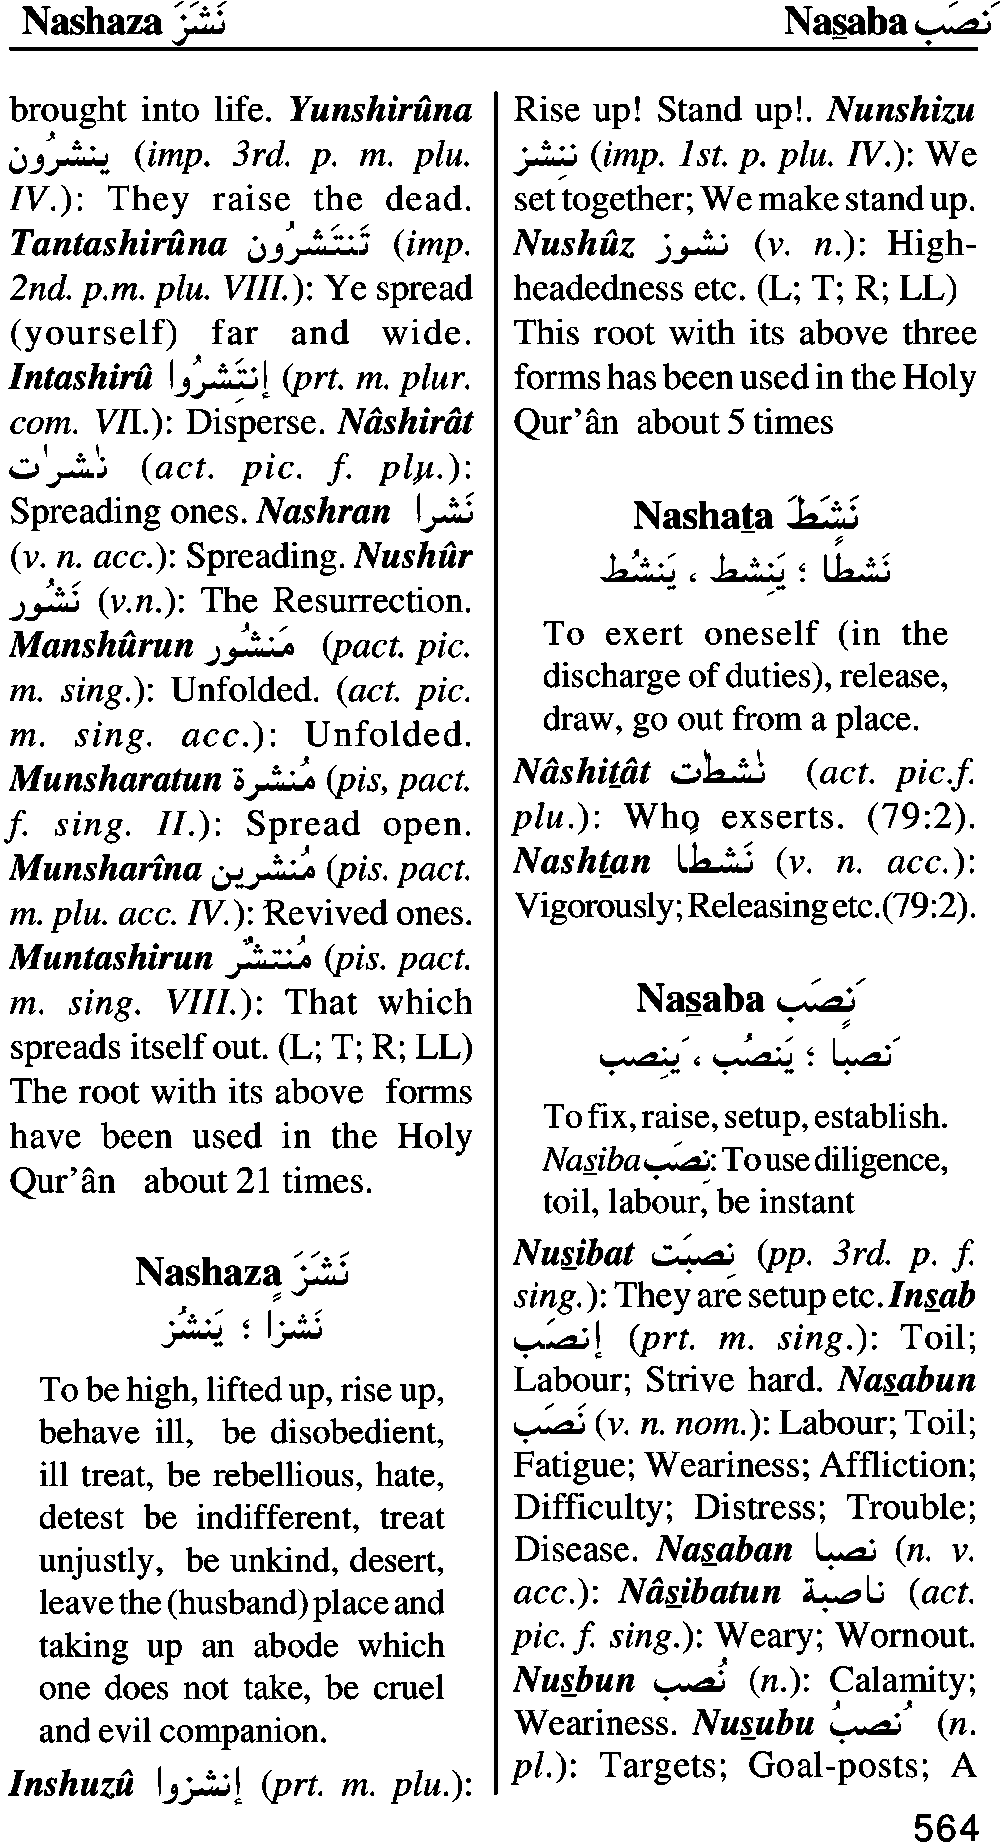 Nashaza نَشَزَ
Nasaba نَصَب
brought into life. Yunshirûna
ينشرُون (imp. 3rd. p. m. plu.
IV.): They raise the dead.
Tantashirûna تَنتَشرُون (imp.
2nd. p.m. plu. VIII.): Ye spread
(yourself) far and wide.
Intashirû إنتَشرُوا (prt. m. plur.
com. VII.): Disperse. Nâshirât
نٰشرٰت (act. pic. f. plu.):
Spreading ones. Nashran نَشرا
(v. n. acc.): Spreading. Nushûr
نَشُور (v.n.): The Resurrection.
Manshûrun مَنشُور (pact. pic.
m. sing.): Unfolded. (act. pic.
m. sing. acc.): Unfolded.
Munsharatun مُنشرة (pis, pact.
f. sing. II.): Spread open.
Munsharîna مُنشرين (pis. pact.
m. plu. acc. IV.): Revived ones.
Muntashirun مُنتشُر (pis. pact.
m. sing. VIII.): That which
spreads itself out. (L; T; R; LL)
The root with its above forms
have been used in the Holy
Qur’ân about 21 times.
Nashaza نَشَزَ
نَشزاً ؛ يَنشُز
To be high, lifted up, rise up,
behave ill, be disobedient,
ill treat, be rebellious, hate,
detest be indifferent, treat
unjustly, be unkind, desert,
leave the (husband) place and
taking up an abode which
one does not take, be cruel
and evil companion.
Inshuzû إنشزوا (prt. m. plu.):
Rise up! Stand up!. Nunshizu
ننشز (imp. 1st. p. plu. IV.): We
set together; We make stand up.
Nushûz نشوز (v. n.): High-
headedness etc. (L; T; R; LL)
This root with its above three
forms has been used in the Holy
Qur’ân about 5 times
Nashata نَشَطَ
نَشطًا ؛ يَنِشط ، يَنشُط
To exert oneself (in the
discharge of duties), release,
draw, go out from a place.
Nâshitât نٰشطٰت (act. pic.f.
plu.): Who exserts. (79:2).
Nashtan نَشطًا (v. n. acc.):
Vigorously; Releasing etc.(79:2).
Nasaba نَصَب
نَصباً ؛ يَنصُب ، يَنصِب
To fix, raise, setup, establish.
Nasiba نصِب: To use diligence,
toil, labour, be instant
Nusibat نصِبَت (pp. 3rd. p. f.
sing.): They are setup etc. Insab
إنصَب (prt. m. sing.): Toil;
Labour; Strive hard. Nasabun
نَصَب (v. n. nom.): Labour; Toil;
Fatigue; Weariness; Affliction;
Difficulty; Distress; Trouble;
Disease. Nasaban نصبا (n. v.
acc.): Nâsibatun ناصبة (act.
pic. f. sing.): Weary; Wornout.
Nusbun نُصب (n.): Calamity;
Weariness. Nusubu نُصُبُ (n.
pl.): Targets; Goal-posts; A
564